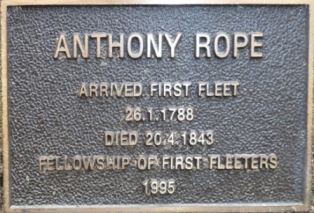 ANTHONY ROPE
ARRIVED FIRST FLEET
26.1.1788
DIED 20.4.1843
FELLOWSHIP OF FIRST FLEETERS
1995